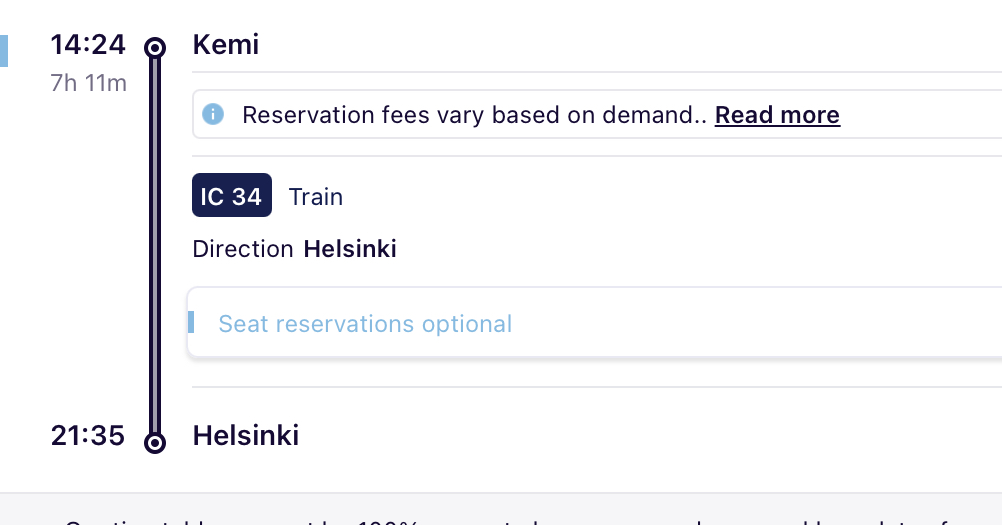 14:24 Kemi
7h 11m
Reservation fees vary based on demand.. Read more
IC 34 Train
Direction Helsinki
Seat reservations optional
21:35 Helsinki